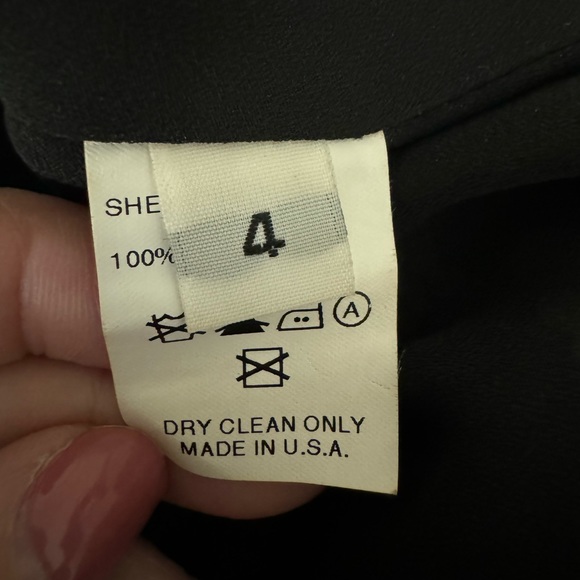 SHE
4
100%
A
DRY CLEAN ONLY
MADE IN U.S.A.